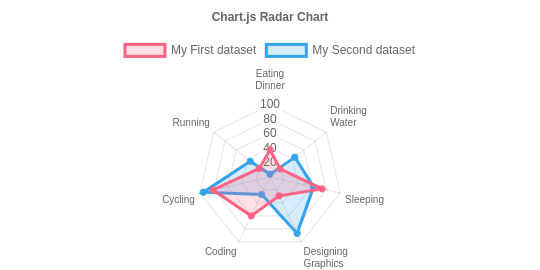 Chart.js Radar Chart
My First dataset My Second dataset
Eating
Dinner
Drinking
Water
Sleeping
Designing
Graphics
Coding
Cycling
Running
100
80
60
40
20